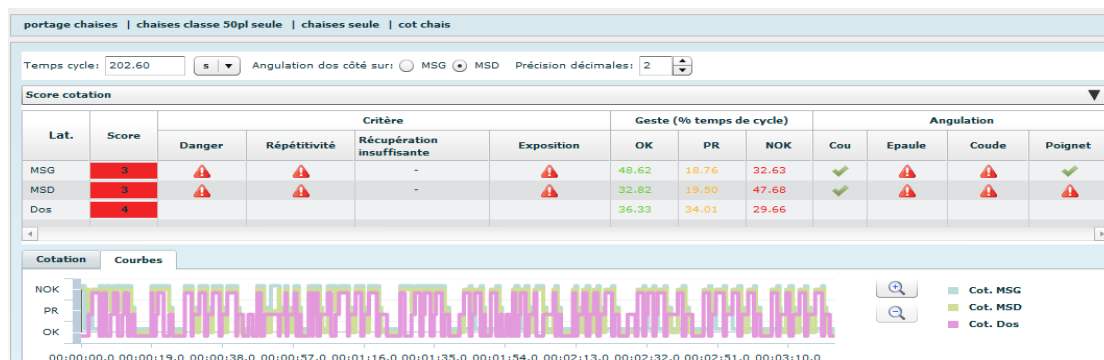 portage chaises | chaises classe 50pl seule | chaises seule | cot chais
Temps cycle: 202.60 s Angulation dos côté sur: MSG MSD Précision décimales: 2
Score cotation
Lat. Score Critère Geste (% temps de cycle) Angulation
Danger Répétitivité Récupération insuffisante Exposition OK PR NOK Cou Epaule Coude Poignet
MSG 3 - 48.62 18.76 32.63
MSD 3 - 32.82 19.50 47.68
Dos 4 36.33 34.01 29.66
Cotation Courbes
NOK
PR
OK
Cot. MSG
Cot. MSD
Cot. Dos
00:00:00.0 00:00:19.0 00:00:38.0 00:00:57.0 00:01:16.0 00:01:35.0 00:01:54.0 00:02:13.0 00:02:32.0 00:02:51.0 00:03:10.0